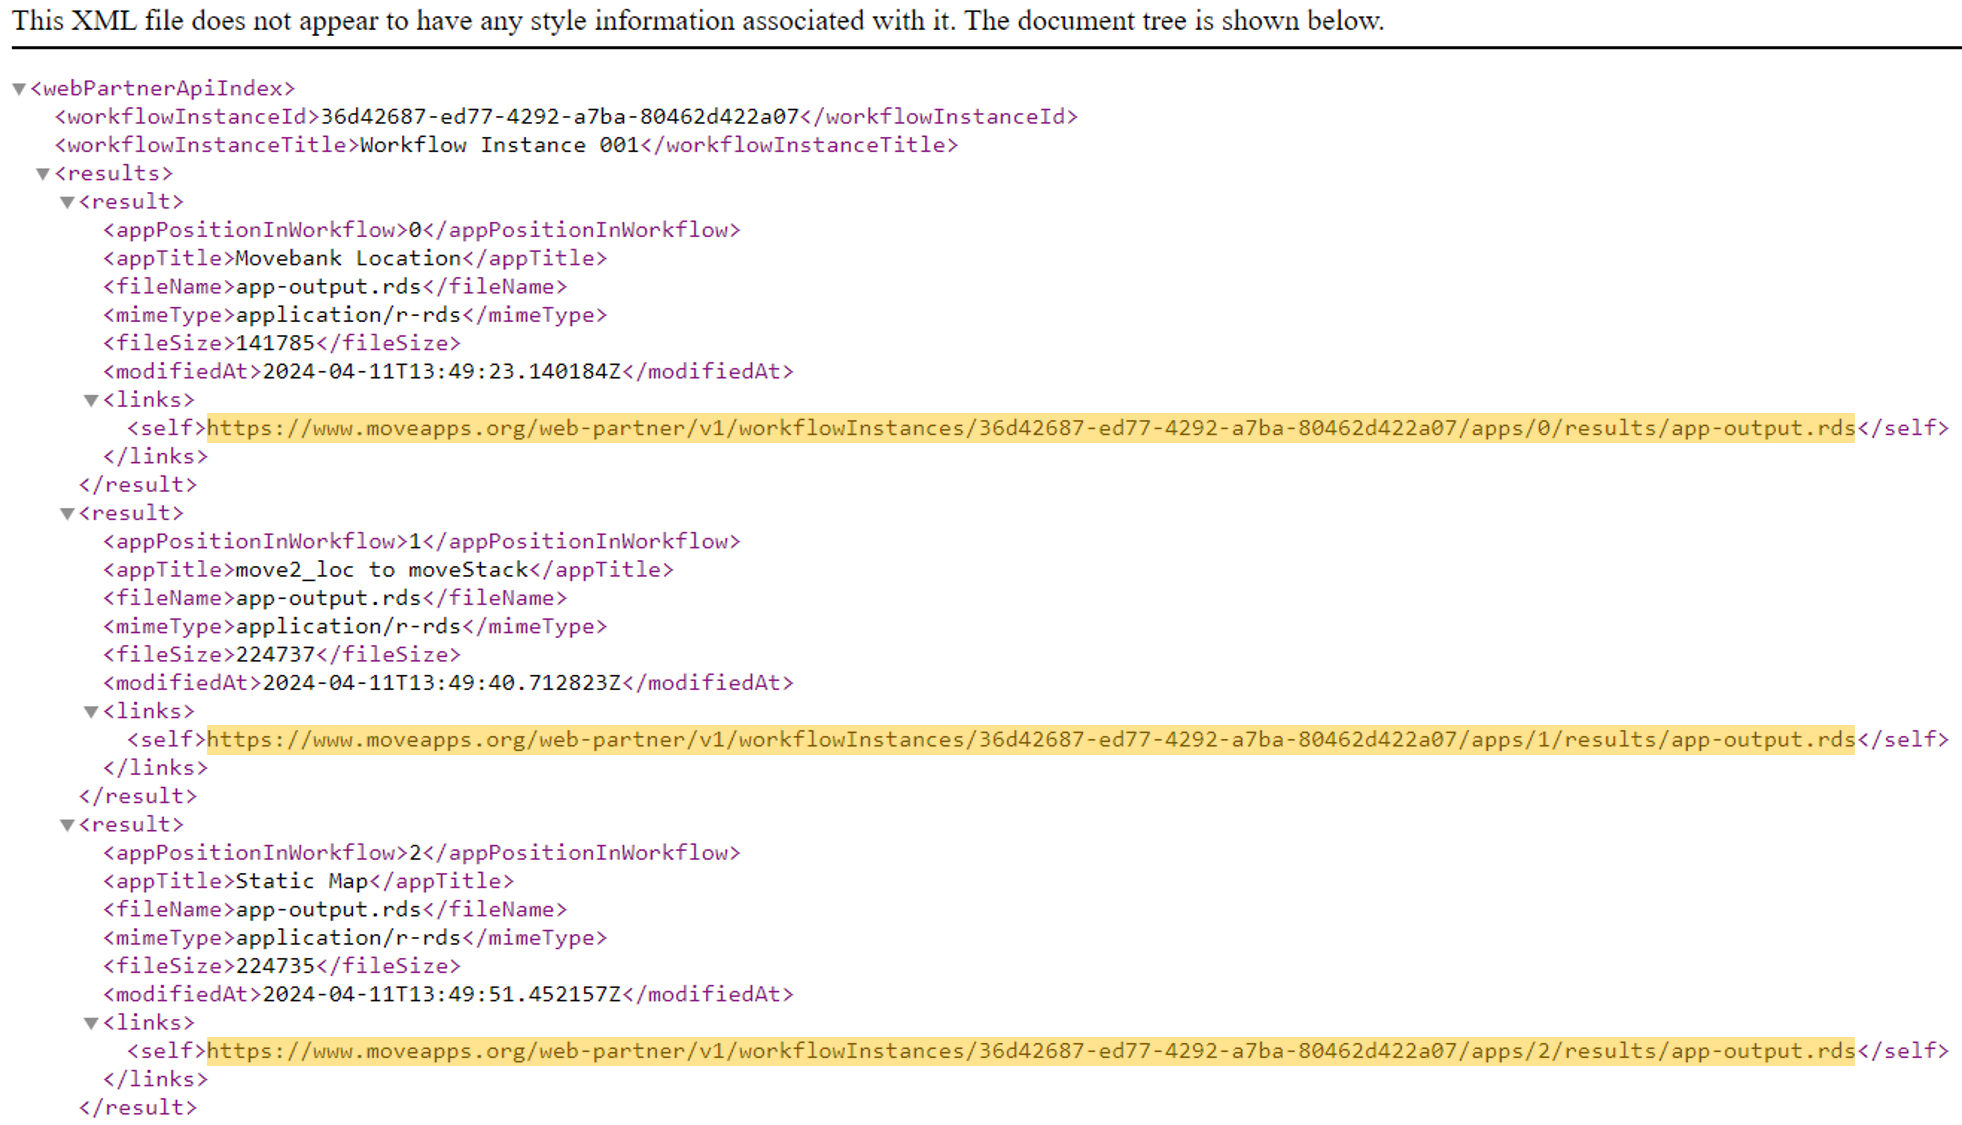 This XML file does not appear to have any style information associated with it. The document tree is shown below.
<webPartnerApiIndex>
<workflowInstanceId>36d42687-ed77-4292-a7ba-80462d422a07</workflowInstanceId>
<workflowInstanceTitle>Workflow Instance 001</workflowInstanceTitle>
<results>
<result>
<appPositionInWorkflow>0</appPositionInWorkflow>
<appTitle>Movebank Location</appTitle>
<fileName>app-output.rds</fileName>
<mimeType>application/r-rds</mimeType>
<fileSize>141785</fileSize>
<modifiedAt>2024-04-11T13:49:23.140184Z</modifiedAt>
<links>
<self>https://www.moveapps.org/web-partner/v1/workflowInstances/36d42687-ed77-4292-a7ba-80462d422a07/apps/0/results/app-output.rds</self>
</links>
</result>
<result>
<appPositionInWorkflow>1</appPositionInWorkflow>
<appTitle>move2_loc to moveStack</appTitle>
<fileName>app-output.rds</fileName>
<mimeType>application/r-rds</mimeType>
<fileSize>224737</fileSize>
<modifiedAt>2024-04-11T13:49:40.712823Z</modifiedAt>
<links>
<self>https://www.moveapps.org/web-partner/v1/workflowInstances/36d42687-ed77-4292-a7ba-80462d422a07/apps/1/results/app-output.rds</self>
</links>
</result>
<result>
<appPositionInWorkflow>2</appPositionInWorkflow>
<appTitle>Static Map</appTitle>
<fileName>app-output.rds</fileName>
<mimeType>application/r-rds</mimeType>
<fileSize>224735</fileSize>
<modifiedAt>2024-04-11T13:49:51.452157Z</modifiedAt>
<links>
<self>https://www.moveapps.org/web-partner/v1/workflowInstances/36d42687-ed77-4292-a7ba-80462d422a07/apps/2/results/app-output.rds</self>
</links>
</result>